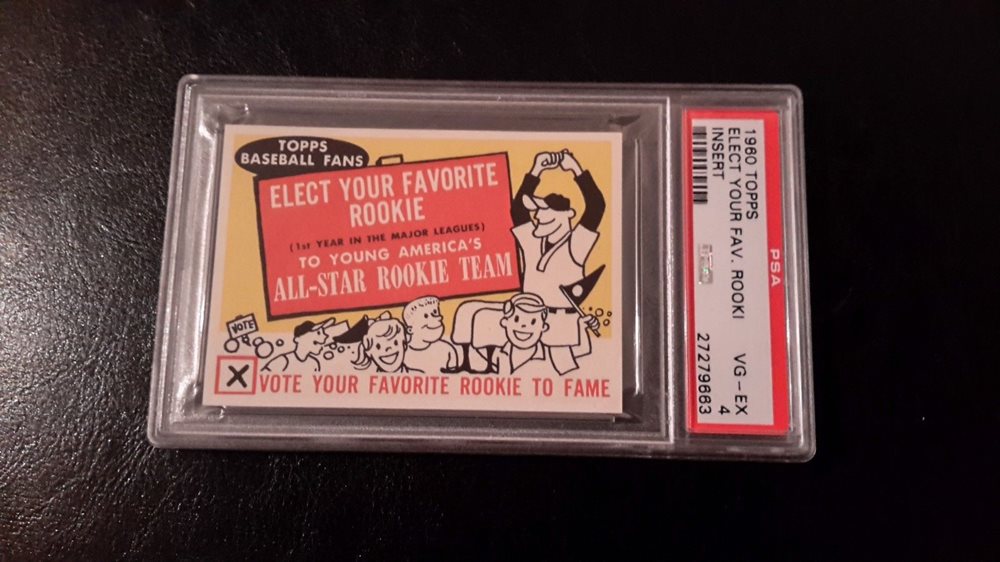 TOPPS
BASEBALL FANS
ELECT YOUR FAVORITE
ROOKIE
(1st YEAR IN THE MAJOR LEAGUES)
TO YOUNG AMERICA'S
ALL-STAR ROOKIE TEAM
VOTE
X VOTE YOUR FAVORITE ROOKIE TO FAME
PSA
1960 TOPPS
ELECT YOUR FAV. ROOKI VG-EX
INSERT 4
27279663